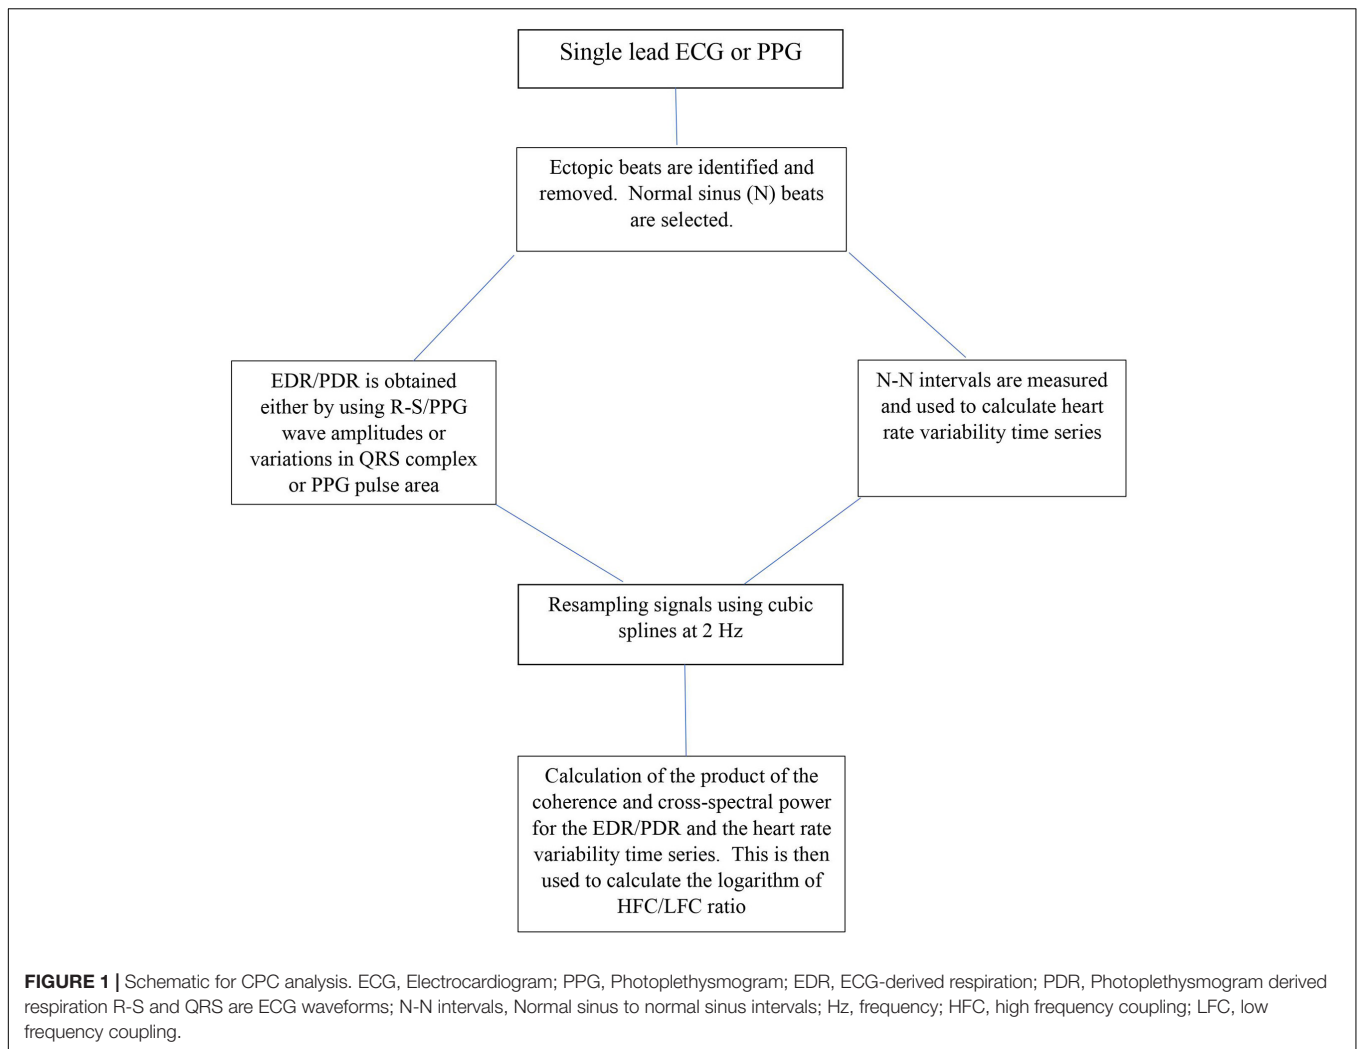 Single lead ECG or PPG
Ectopic beats are identified and
removed.  Normal sinus (N) beats
are selected.
EDR/PDR is obtained
either by using R-S/PPG
wave amplitudes or
variations in QRS complex
or PPG pulse area
N-N intervals are measured
and used to calculate heart
rate variability time series
Resampling signals using cubic
splines at 2 Hz
Calculation of the product of the
coherence and cross-spectral power
for the EDR/PDR and the heart rate
variability time series.  This is then
used to calculate the logarithm of
HFC/LFC ratio
FIGURE 1 | Schematic for CPC analysis. ECG, Electrocardiogram; PPG, Photoplethysmogram; EDR, ECG-derived respiration; PDR, Photoplethysmogram derived
respiration R-S and QRS are ECG waveforms; N-N intervals, Normal sinus to normal sinus intervals; Hz, frequency; HFC, high frequency coupling; LFC, low
frequency coupling.